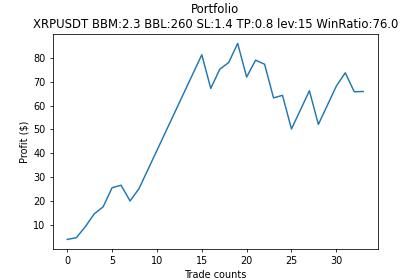 Portfolio
XRPUSDT BBM:2.3 BBL:260 SL:1.4 TP:0.8 lev:15 WinRatio:76.0
Profit ($)
80
70
60
50
40
30
20
10
0 5 10 15 20 25 30
Trade counts